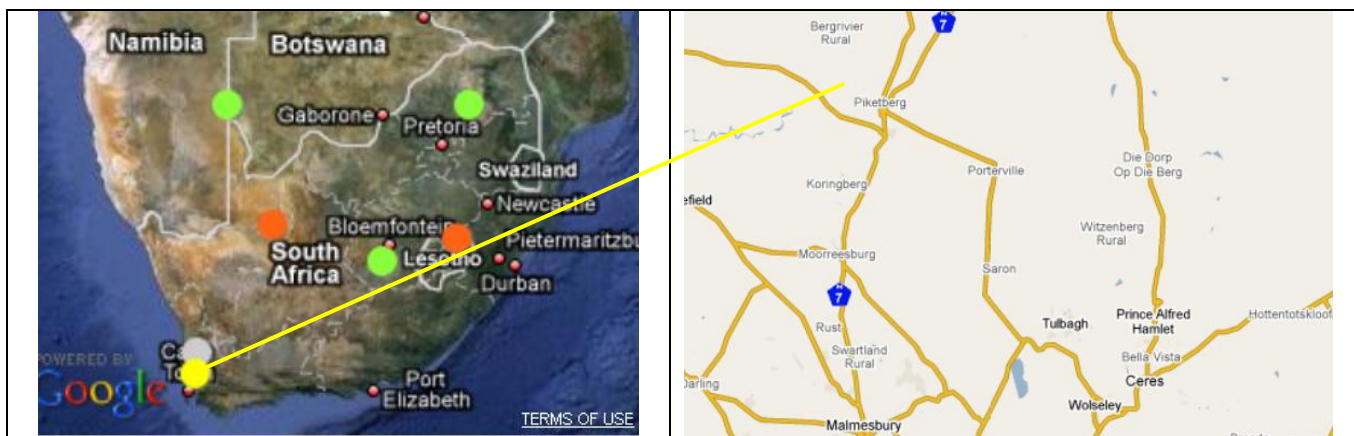 Namibia
Botswana
Gaborone
Pretoria
Swaziland
Newcastle
Bloemfontein
Pietermaritzbu
South
Africa
Lesotho
Durban
POWERED BY
Google
Port
Elizabeth
TERMS OF USE
Bergrivier
Rural
7
Piketberg
Die Dorp
Op Die Berg
Porterville
Koringberg
efield
Witzenberg
Rural
Moorreesburg
Saron
7
Prince Alfred
Hamlet
Hottentotskloof
Tulbagh
Rust
Swartland
Rural
Bella Vista
Ceres
Darling
Wolseley
Malmesbury